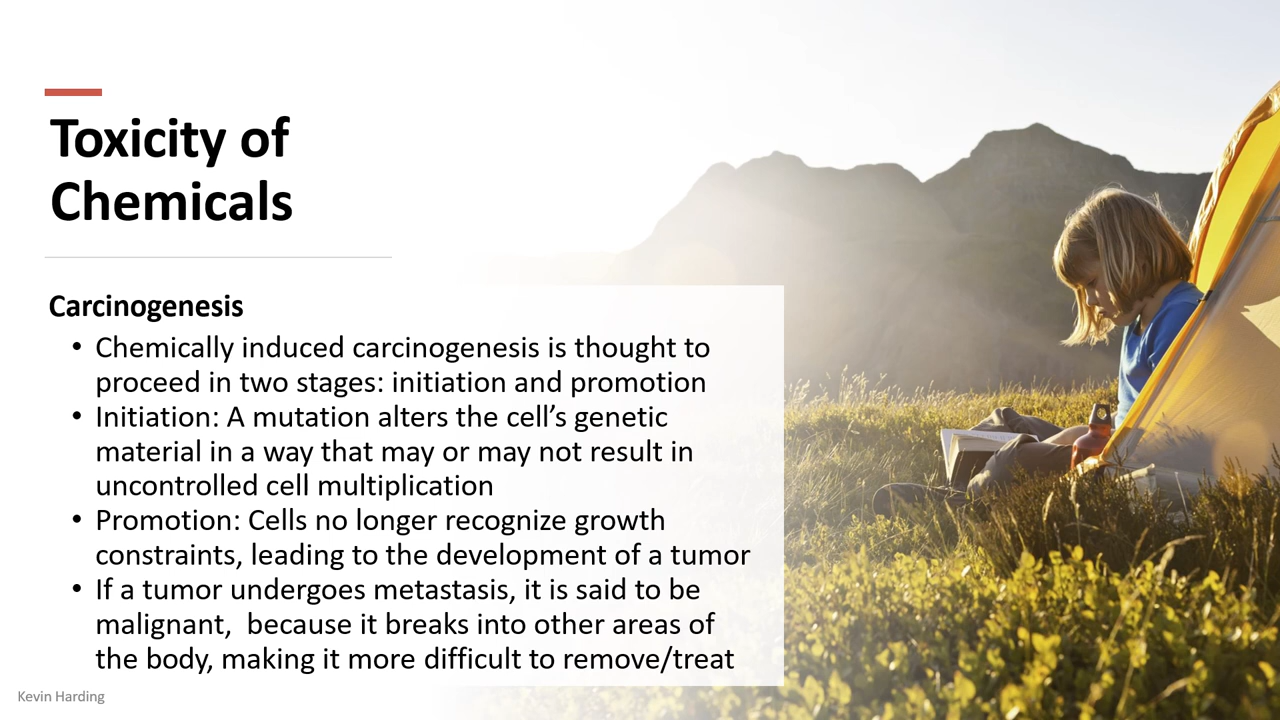 Toxicity of
Chemicals
Carcinogenesis
• Chemically induced carcinogenesis is thought to
proceed in two stages: initiation and promotion
• Initiation: A mutation alters the cell’s genetic
material in a way that may or may not result in
uncontrolled cell multiplication
• Promotion: Cells no longer recognize growth
constraints, leading to the development of a tumor
• If a tumor undergoes metastasis, it is said to be
malignant,  because it breaks into other areas of
the body, making it more difficult to remove/treat
Kevin Harding